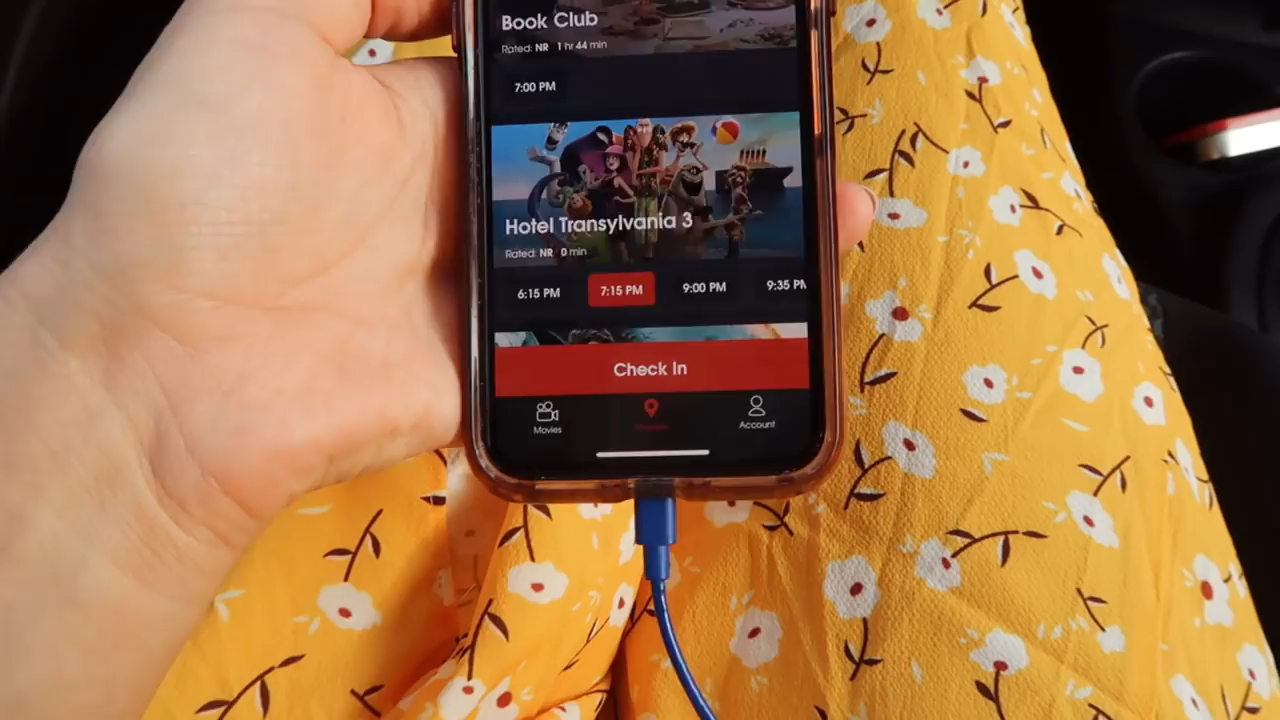 Book Club
Rated: NR 1 hr 44 min
7:00 PM
Hotel Transylvania 3
Rated: NR 0 min
6:15 PM 7:15 PM 9:00 PM 9:35 PM
Check In
Movies Account